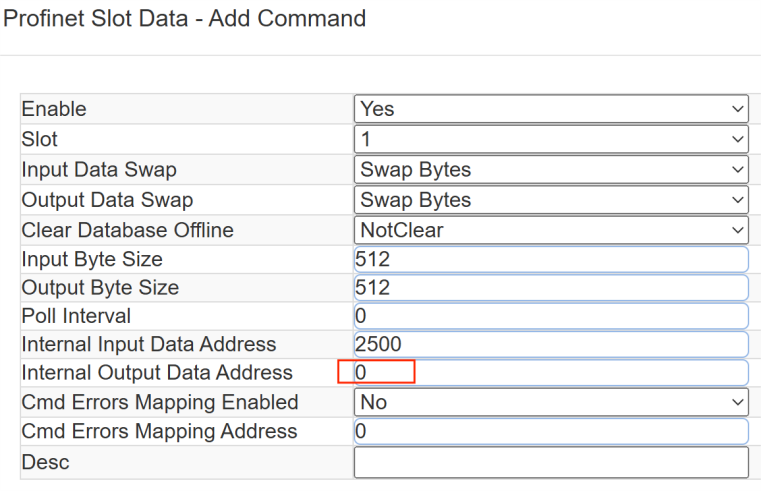 Profinet Slot Data - Add Command
Enable Yes
Slot 1
Input Data Swap Swap Bytes
Output Data Swap Swap Bytes
Clear Database Offline NotClear
Input Byte Size 512
Output Byte Size 512
Poll Interval 0
Internal Input Data Address 2500
Internal Output Data Address 0
Cmd Errors Mapping Enabled No
Cmd Errors Mapping Address 0
Desc